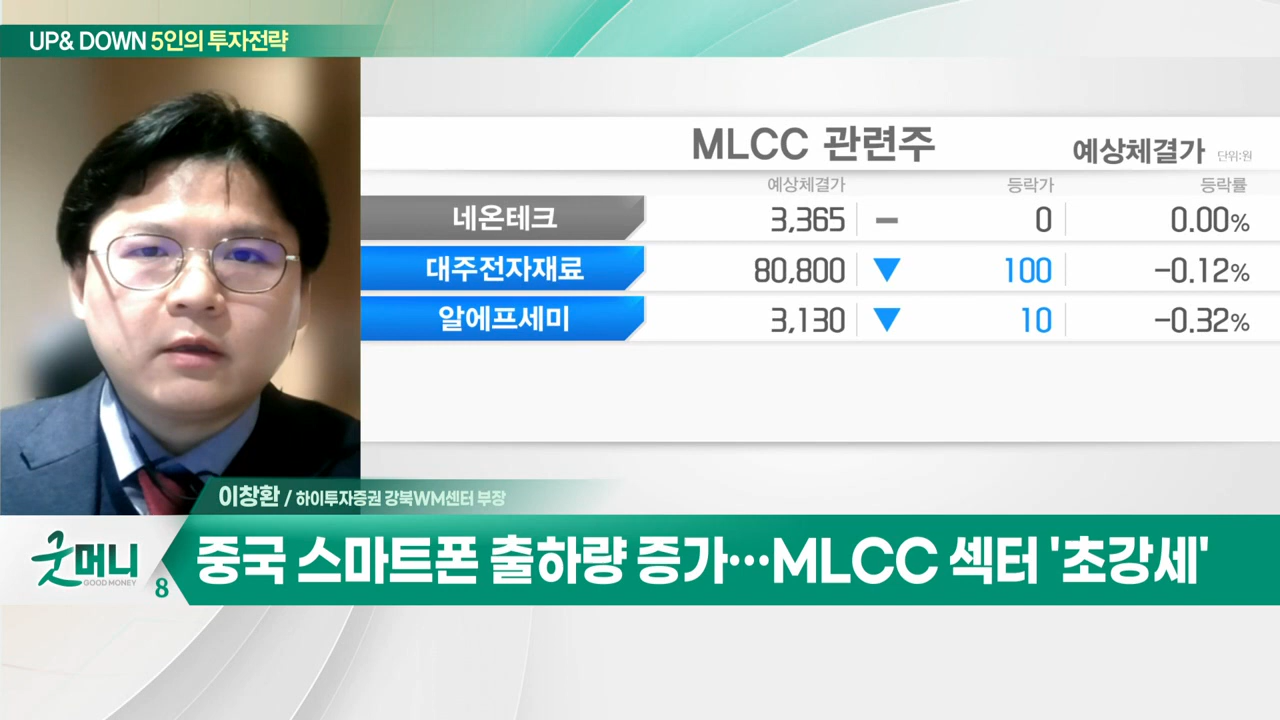 UP& DOWN 5인의 투자전략
MLCC 관련주
예상체결가 단위:원
예상체결가 등락가 등락률
네온테크 3,365 – 0 0.00%
대주전자재료 80,800 ▼ 100 -0.12%
알에프세미 3,130 ▼ 10 -0.32%
이창환 / 하이투자증권 강북WM센터 부장
굿머니
GOOD MONEY
8
중국 스마트폰 출하량 증가…MLCC 섹터 '초강세'